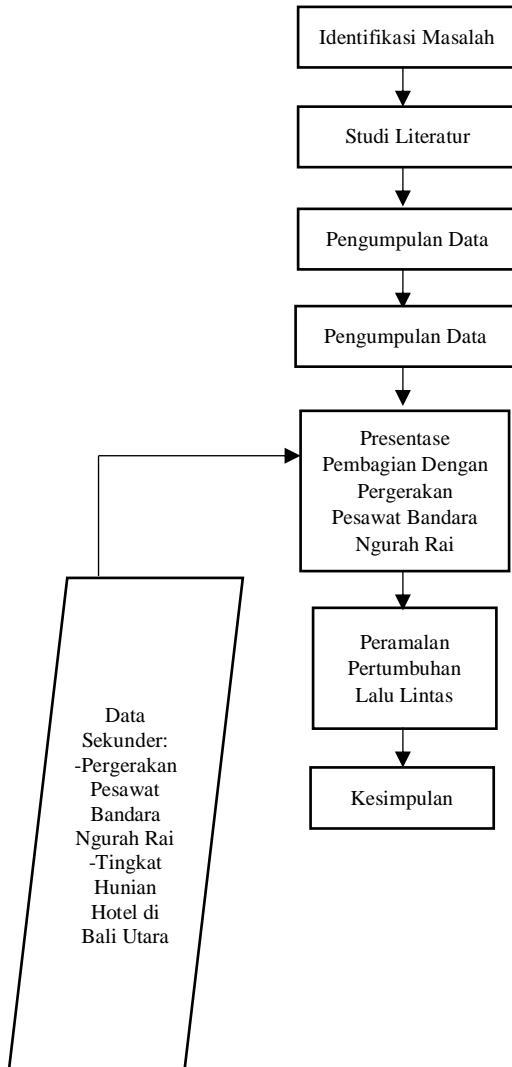 Identifikasi Masalah
Studi Literatur
Pengumpulan Data
Pengumpulan Data
Presentase
Pembagian Dengan
Pergerakan
Pesawat Bandara
Ngurah Rai
Peramalan
Pertumbuhan
Lalu Lintas
Kesimpulan
Data
Sekunder:
-Pergerakan
Pesawat
Bandara
Ngurah Rai
-Tingkat
Hunian
Hotel di
Bali Utara